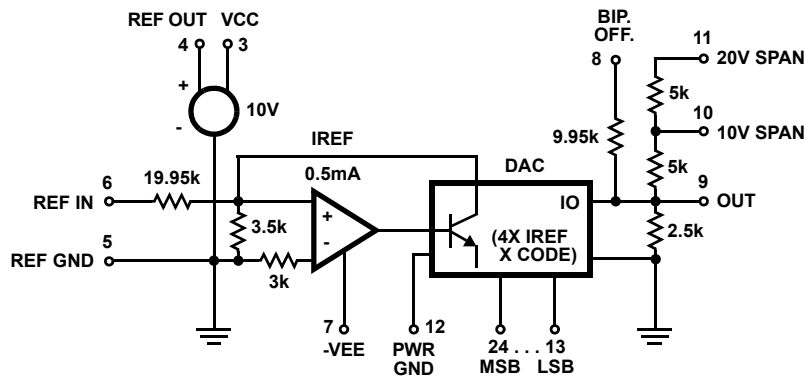 REF OUT VCC
4 3
+
-
10V
BIP.
OFF.
8
11
20V SPAN
5k
10
10V SPAN
9.95k
5k
IREF
0.5mA
DAC
6
19.95k
REF IN
3.5k
+
-
IO
9
OUT
2.5k
(4X IREF
X CODE)
5
REF GND
3k
7
-VEE
12
PWR
GND
24 . . . 13
MSB LSB